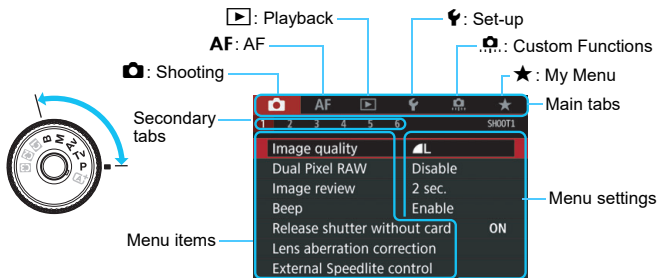 : Playback
: Set-up
AF: AF
: Custom Functions
: Shooting
: My Menu
AF
Main tabs
Secondary tabs
1 2 3 4 5 6 SHOOT1
Image quality L
Dual Pixel RAW Disable
Image review 2 sec.
Beep Enable
Release shutter without card ON
Lens aberration correction
External Speedlite control
Menu settings
Menu items
B M Av Tv P A+